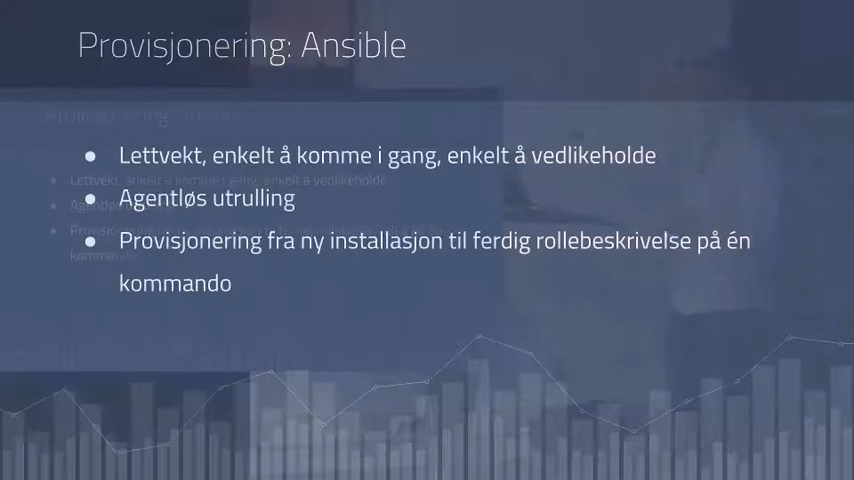 Provisjonering: Ansible
● Lettvekt, enkelt å komme i gang, enkelt å vedlikeholde
● Agentløs utrulling
● Provisjonering fra ny installasjon til ferdig rollebeskrivelse på én
kommando